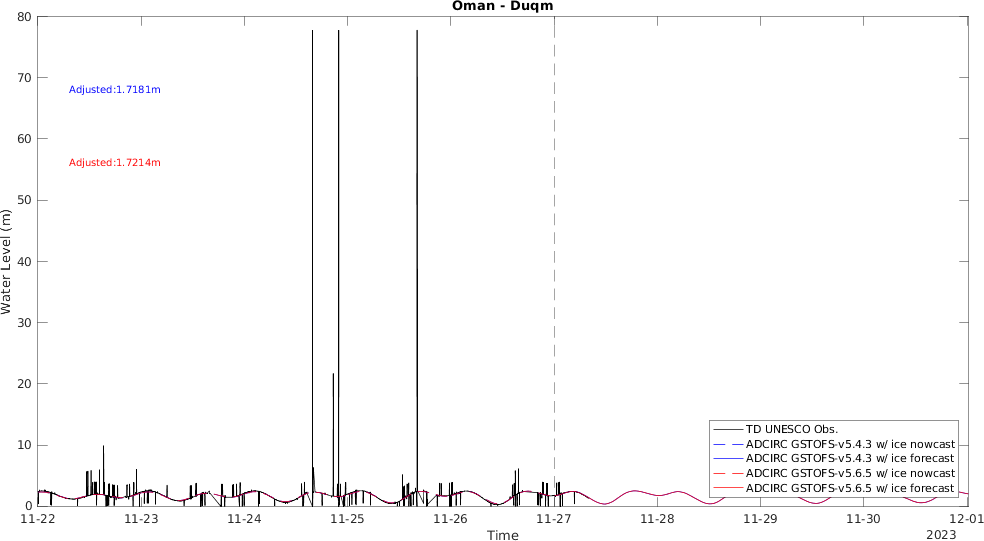 Oman - Duqm
80
70
60
50
40
30
20
10
0
Water Level (m)
Adjusted:1.7181m
Adjusted:1.7214m
TD UNESCO Obs.
ADCIRC GSTOFS-v5.4.3 w/ ice nowcast
ADCIRC GSTOFS-v5.4.3 w/ ice forecast
ADCIRC GSTOFS-v5.6.5 w/ ice nowcast
ADCIRC GSTOFS-v5.6.5 w/ ice forecast
11-22 11-23 11-24 11-25 11-26 11-27 11-28 11-29 11-30 12-01
Time
2023